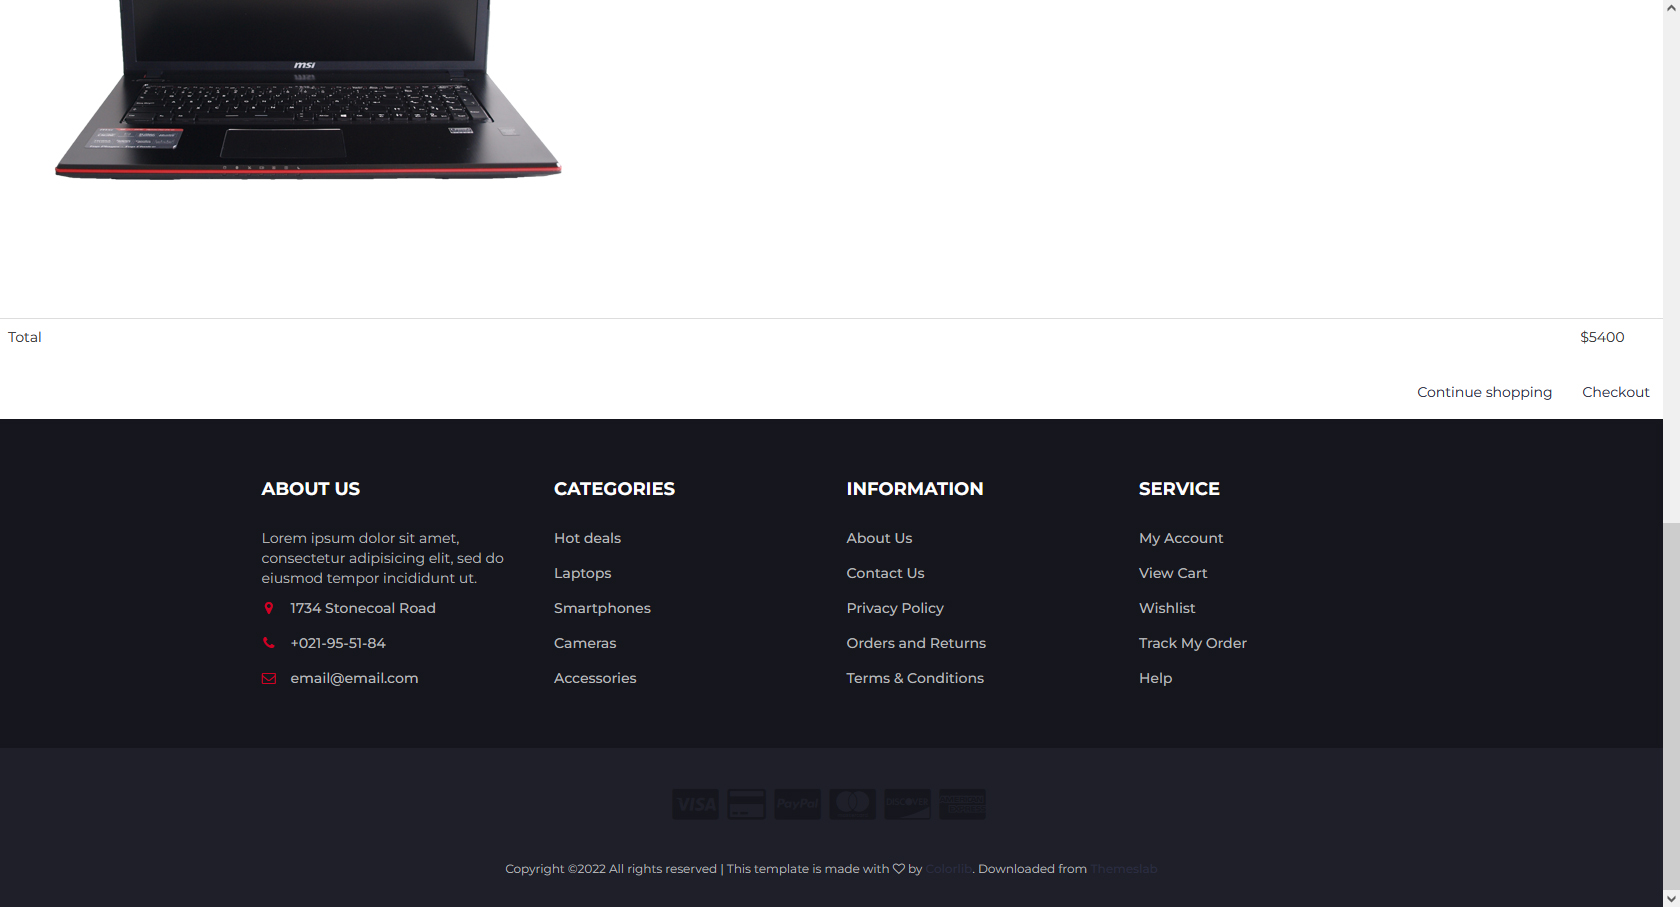 msi
Total
$5400
Continue shopping
Checkout
ABOUT US
Lorem ipsum dolor sit amet,
consectetur adipisicing elit, sed do
eiusmod tempor incididunt ut.
1734 Stonecoal Road
+021-95-51-84
email@email.com
CATEGORIES
Hot deals
Laptops
Smartphones
Cameras
Accessories
INFORMATION
About Us
Contact Us
Privacy Policy
Orders and Returns
Terms & Conditions
SERVICE
My Account
View Cart
Wishlist
Track My Order
Help
VISA
PayPal
DISCOVER
Copyright ©2022 All rights reserved | This template is made with ♡ by Colorlib. Downloaded from Themeslab